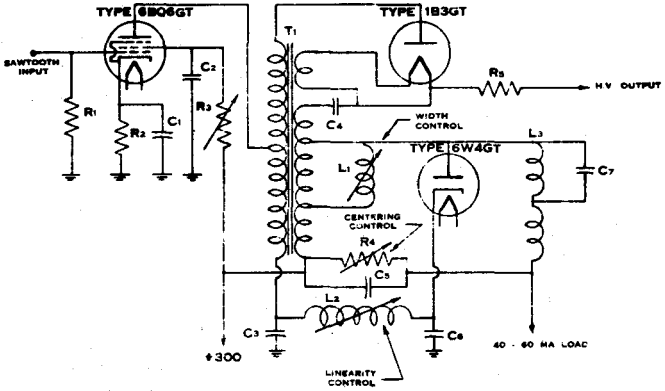 TYPE 6BQ6GT
TYPE 1B3GT
T1
SAWTOOTH
INPUT
C2
R1
R2
C1
R3
R5
H.V OUTPUT
C4
WIDTH
CONTROL
TYPE 6W4GT
L3
L1
C7
CENTERING
CONTROL
R4
C5
L2
C3
C6
+300
40 - 60 MA LOAD
LINEARITY
CONTROL